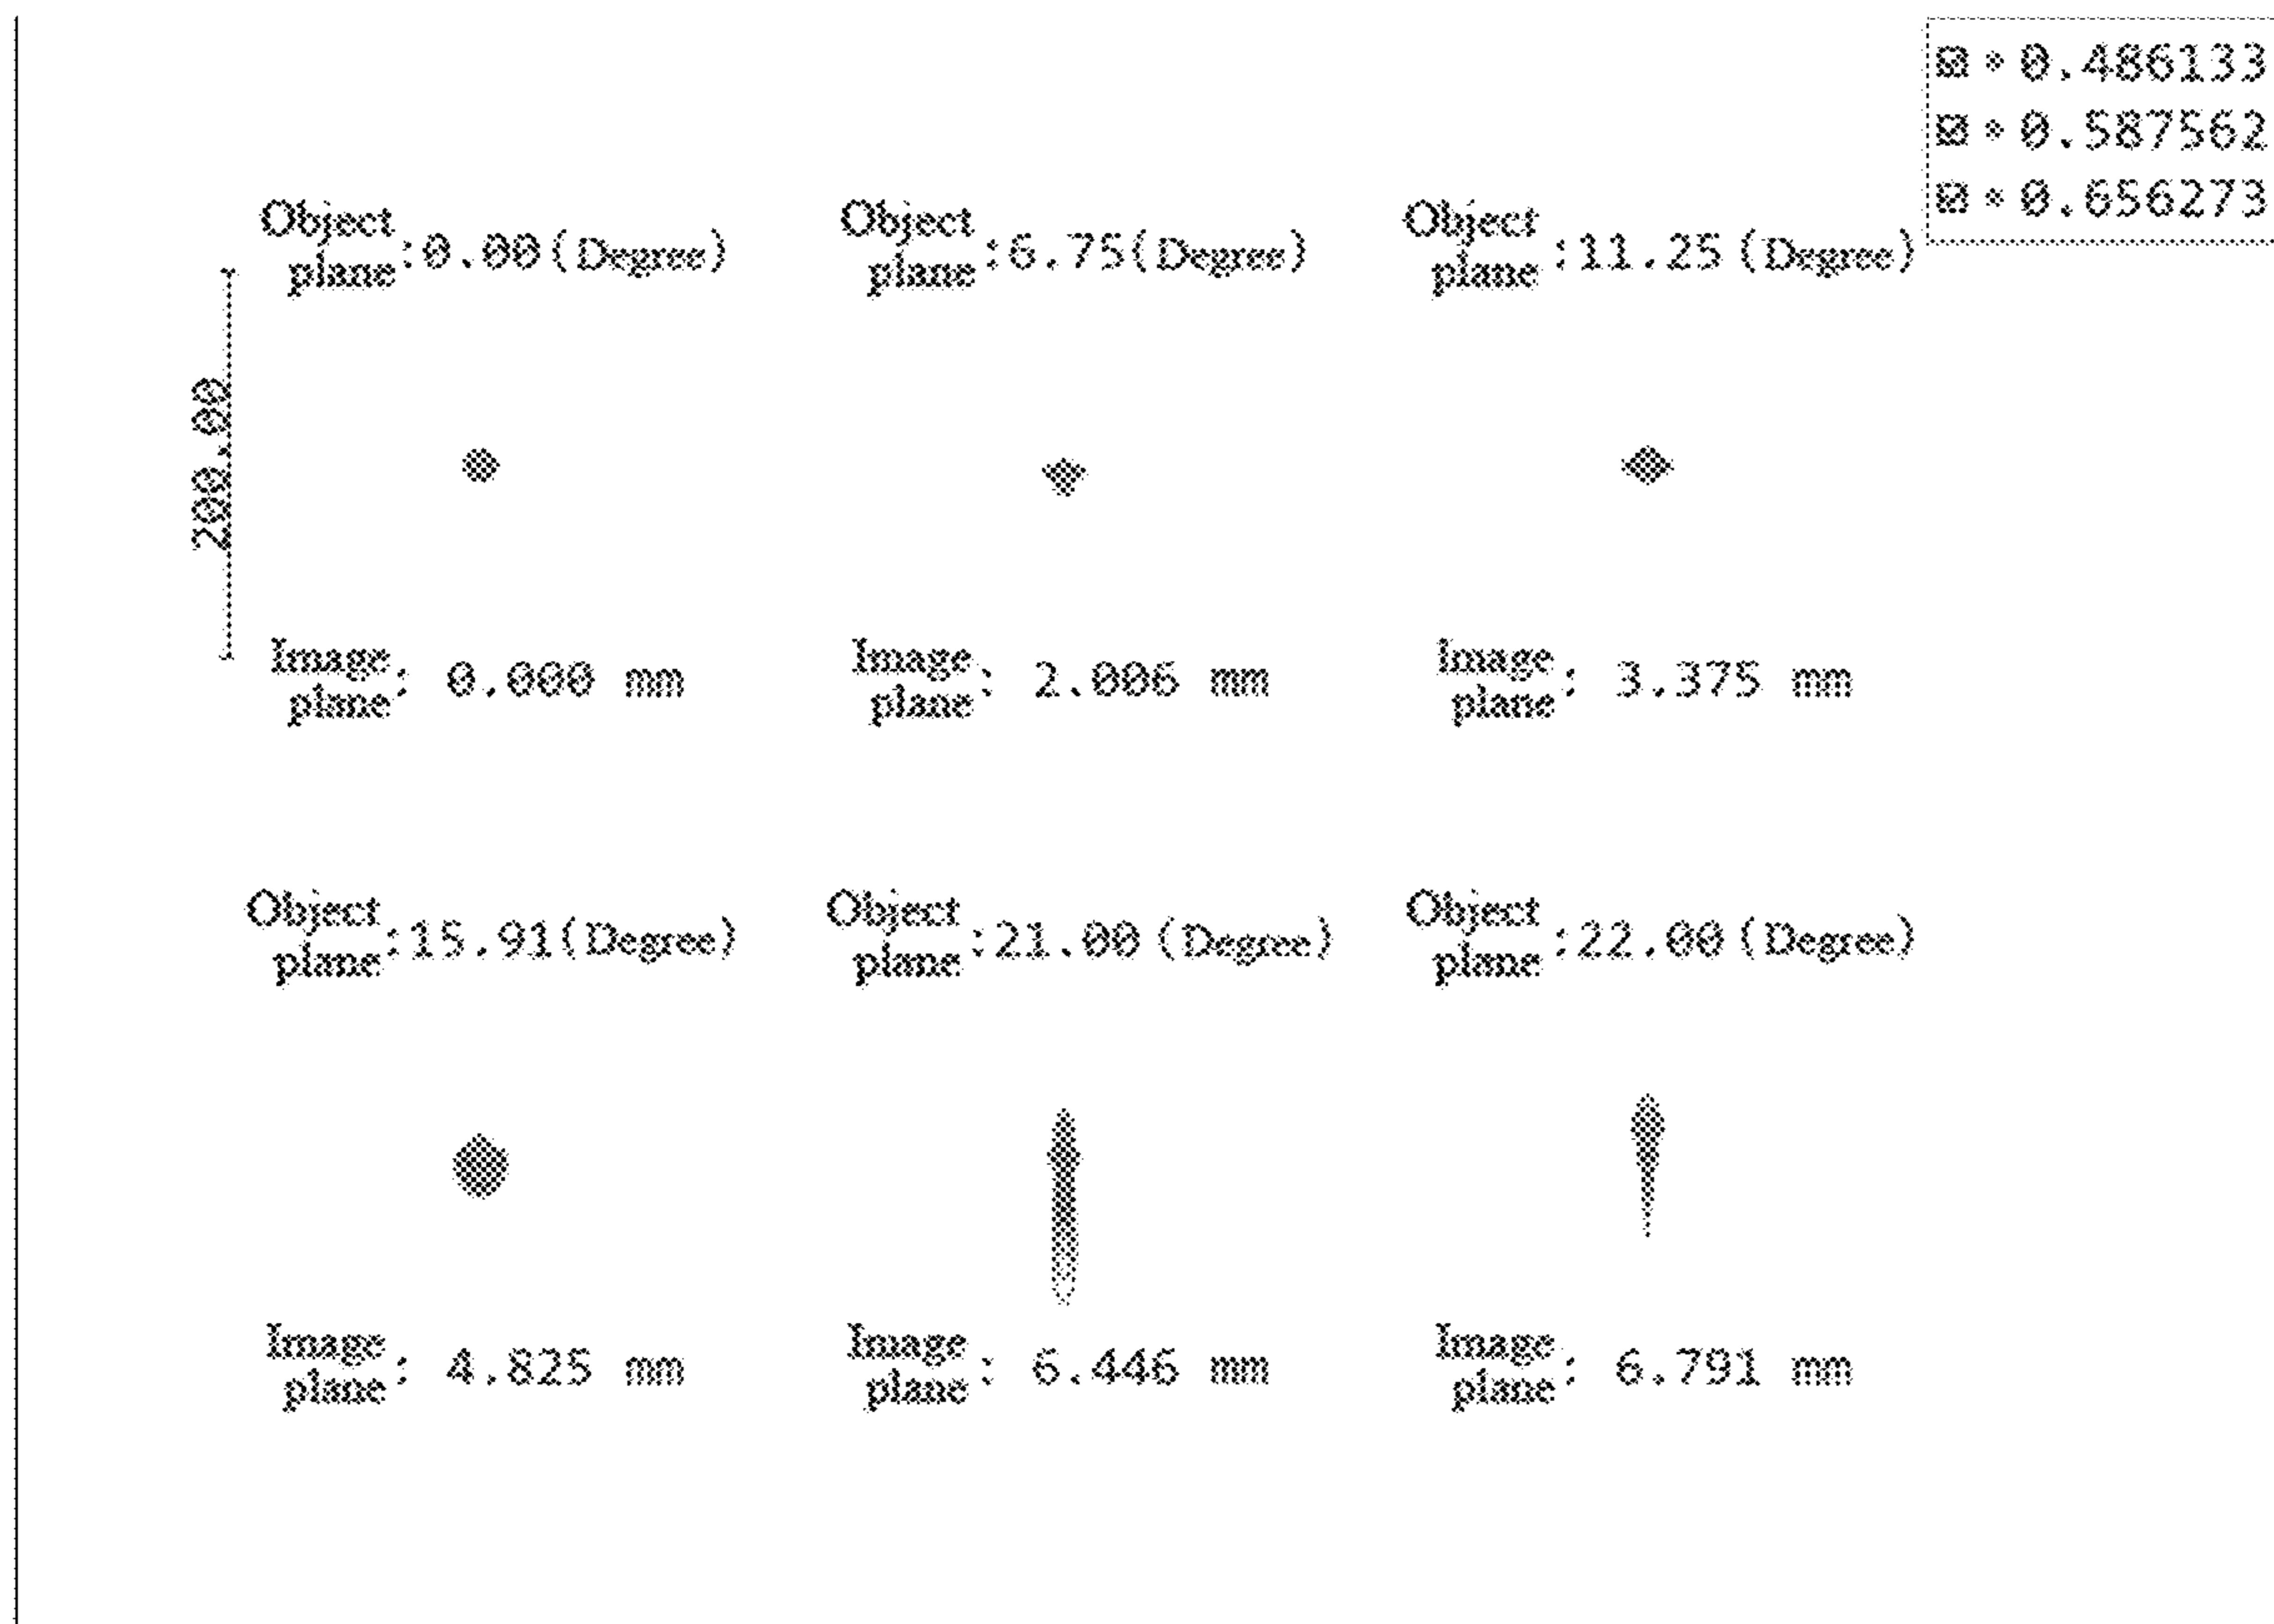 0.486133
0.587562
0.656273
Object plane:0.00(Degree)
Object plane:6.75(Degree)
Object plane:11.25(Degree)
200.00
Image plane: 0.000 mm
Image plane: 2.006 mm
Image plane: 3.375 mm
Object plane:15.91(Degree)
Object plane:21.00(Degree)
Object plane:22.00(Degree)
Image plane: 4.825 mm
Image plane: 6.446 mm
Image plane: 6.791 mm